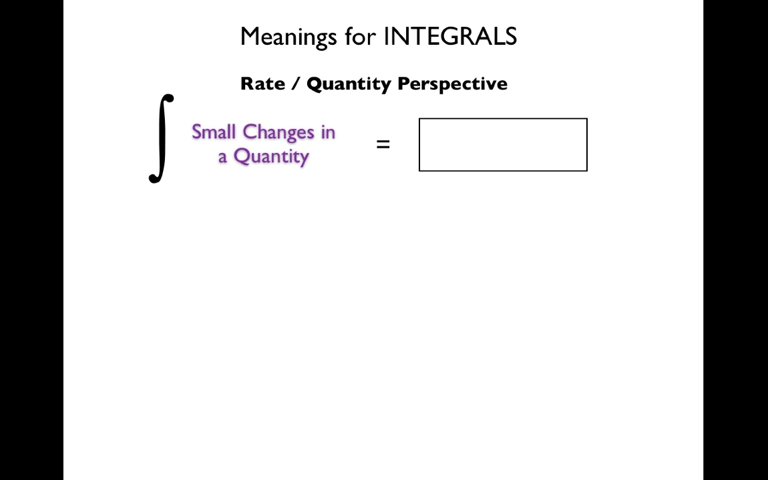 Meanings for INTEGRALS
Rate / Quantity Perspective
∫ Small Changes in
a Quantity =